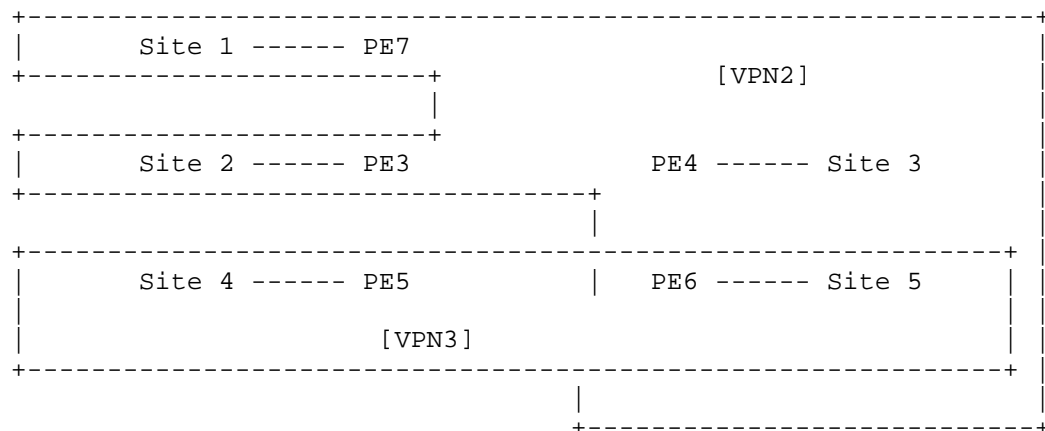 Site 1 ------ PE7
[VPN2]
Site 2 ------ PE3 PE4 ------ Site 3
Site 4 ------ PE5 | PE6 ------ Site 5
[VPN3]